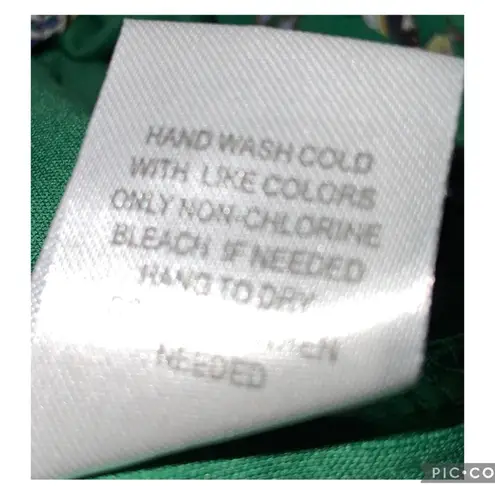 HAND WASH COLD
WITH LIKE COLORS
ONLY NON-CHLORINE
BLEACH IF NEEDED
HANG TO DRY
NEEDED
PIC•CO